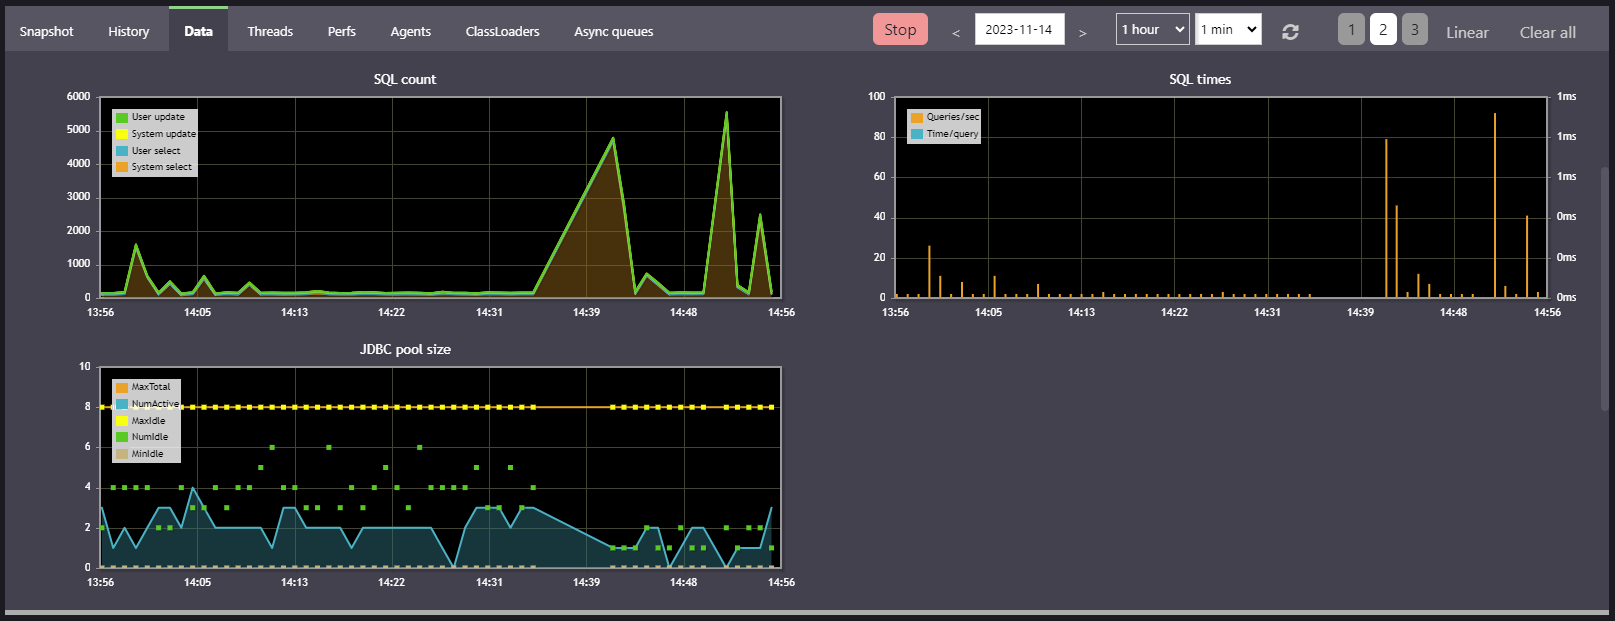 Snapshot History Data Threads Perfs Agents ClassLoaders Async queues Stop < 2023-11-14 > 1 hour 1 min 1 2 3 Linear Clear all
SQL count
6000
5000
4000
3000
2000
1000
0
User update
System update
User select
System select
13:56 14:05 14:13 14:22 14:31 14:39 14:48 14:56
SQL times
100
80
60
40
20
0
Queries/sec
Time/query
1ms
1ms
1ms
0ms
0ms
0ms
13:56 14:05 14:13 14:22 14:31 14:39 14:48 14:56
JDBC pool size
10
8
6
4
2
0
MaxTotal
NumActive
MaxIdle
NumIdle
MinIdle
13:56 14:05 14:13 14:22 14:31 14:39 14:48 14:56